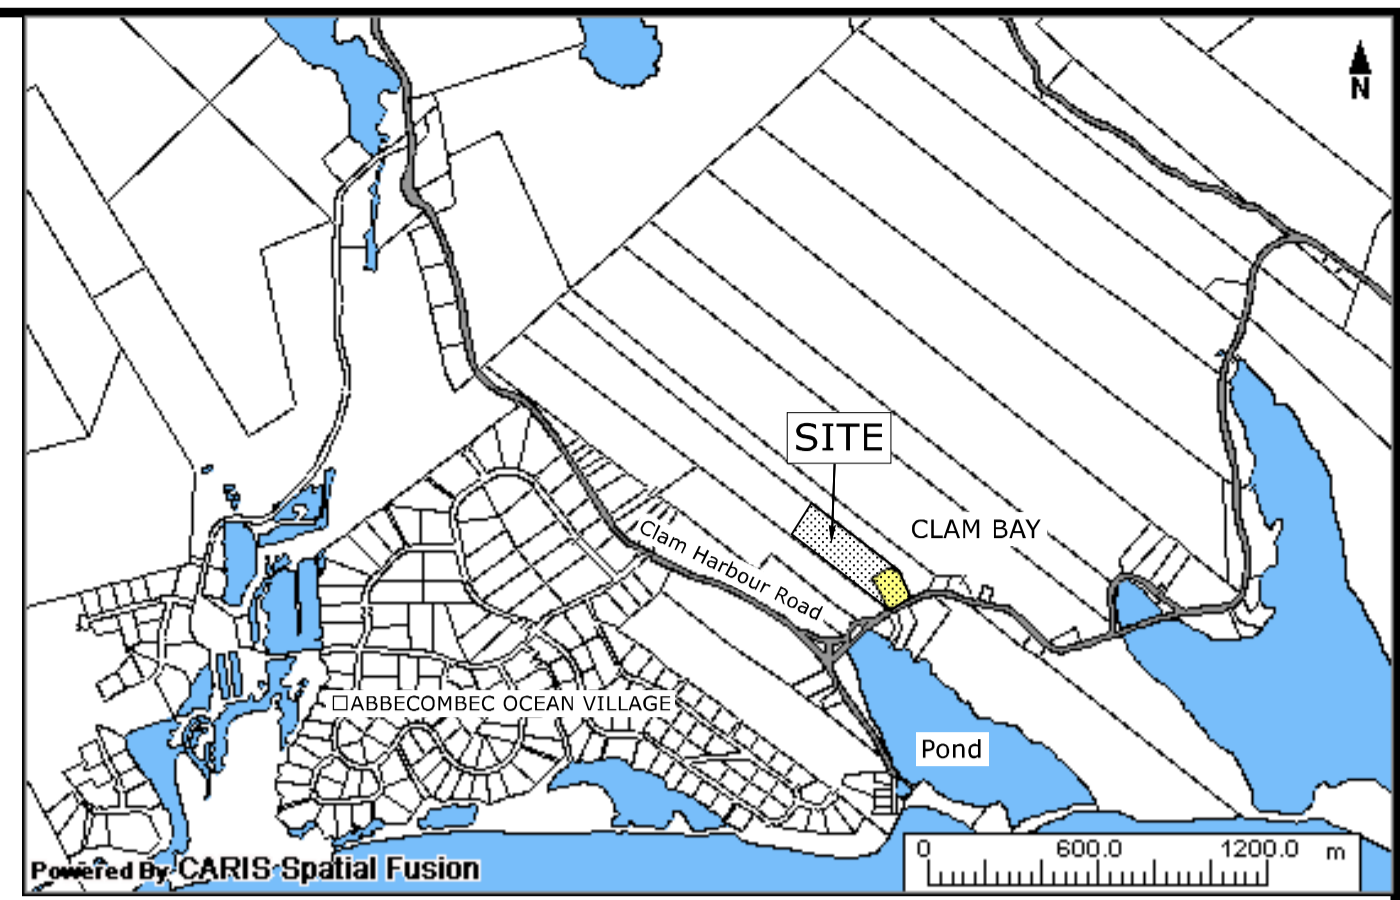 N
SITE
CLAM BAY
Clam Harbour Road
ABBECOMBEC OCEAN VILLAGE
Pond
0 600.0 1200.0 m
Powered By CARIS Spatial Fusion